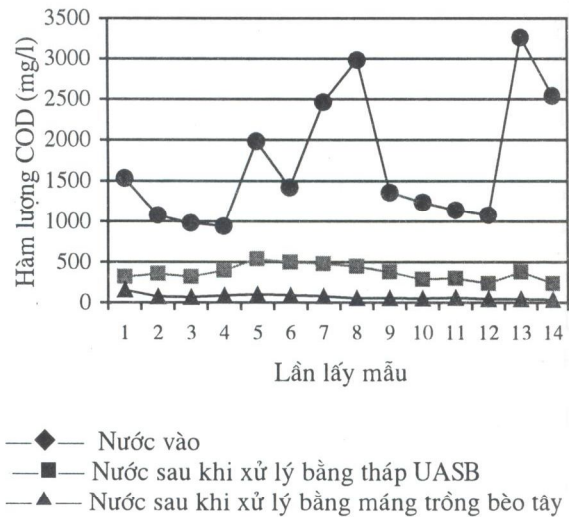 3500
3000
2500
2000
1500
1000
500
0
Hàm lượng COD (mg/l)
1 2 3 4 5 6 7 8 9 10 11 12 13 14
Lần lấy mẫu
Nước vào
Nước sau khi xử lý bằng tháp UASB
Nước sau khi xử lý bằng máng trồng bèo tây